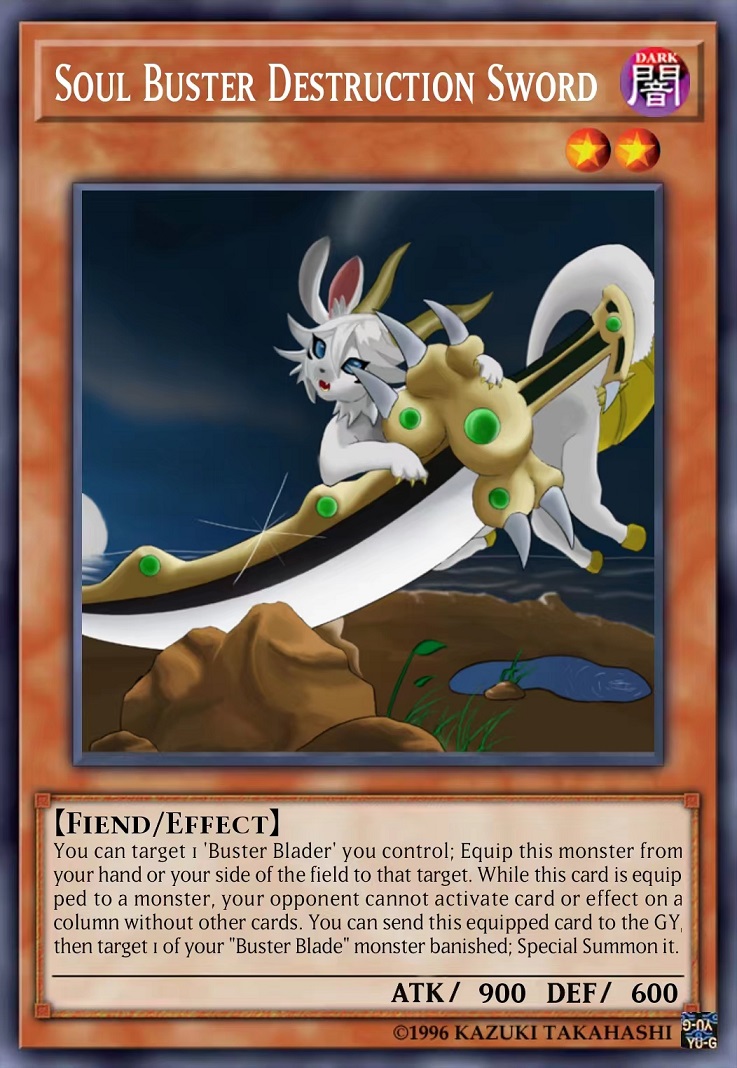 Soul Buster Destruction Sword
DARK
闇
【Fiend/Effect】
You can target 1 'Buster Blader' you control; Equip this monster from
your hand or your side of the field to that target. While this card is equip
ped to a monster, your opponent cannot activate card or effect on a
column without other cards. You can send this equipped card to the GY,
then target 1 of your "Buster Blade" monster banished; Special Summon it.
ATK/ 900 DEF/ 600
©1996 KAZUKI TAKAHASHI